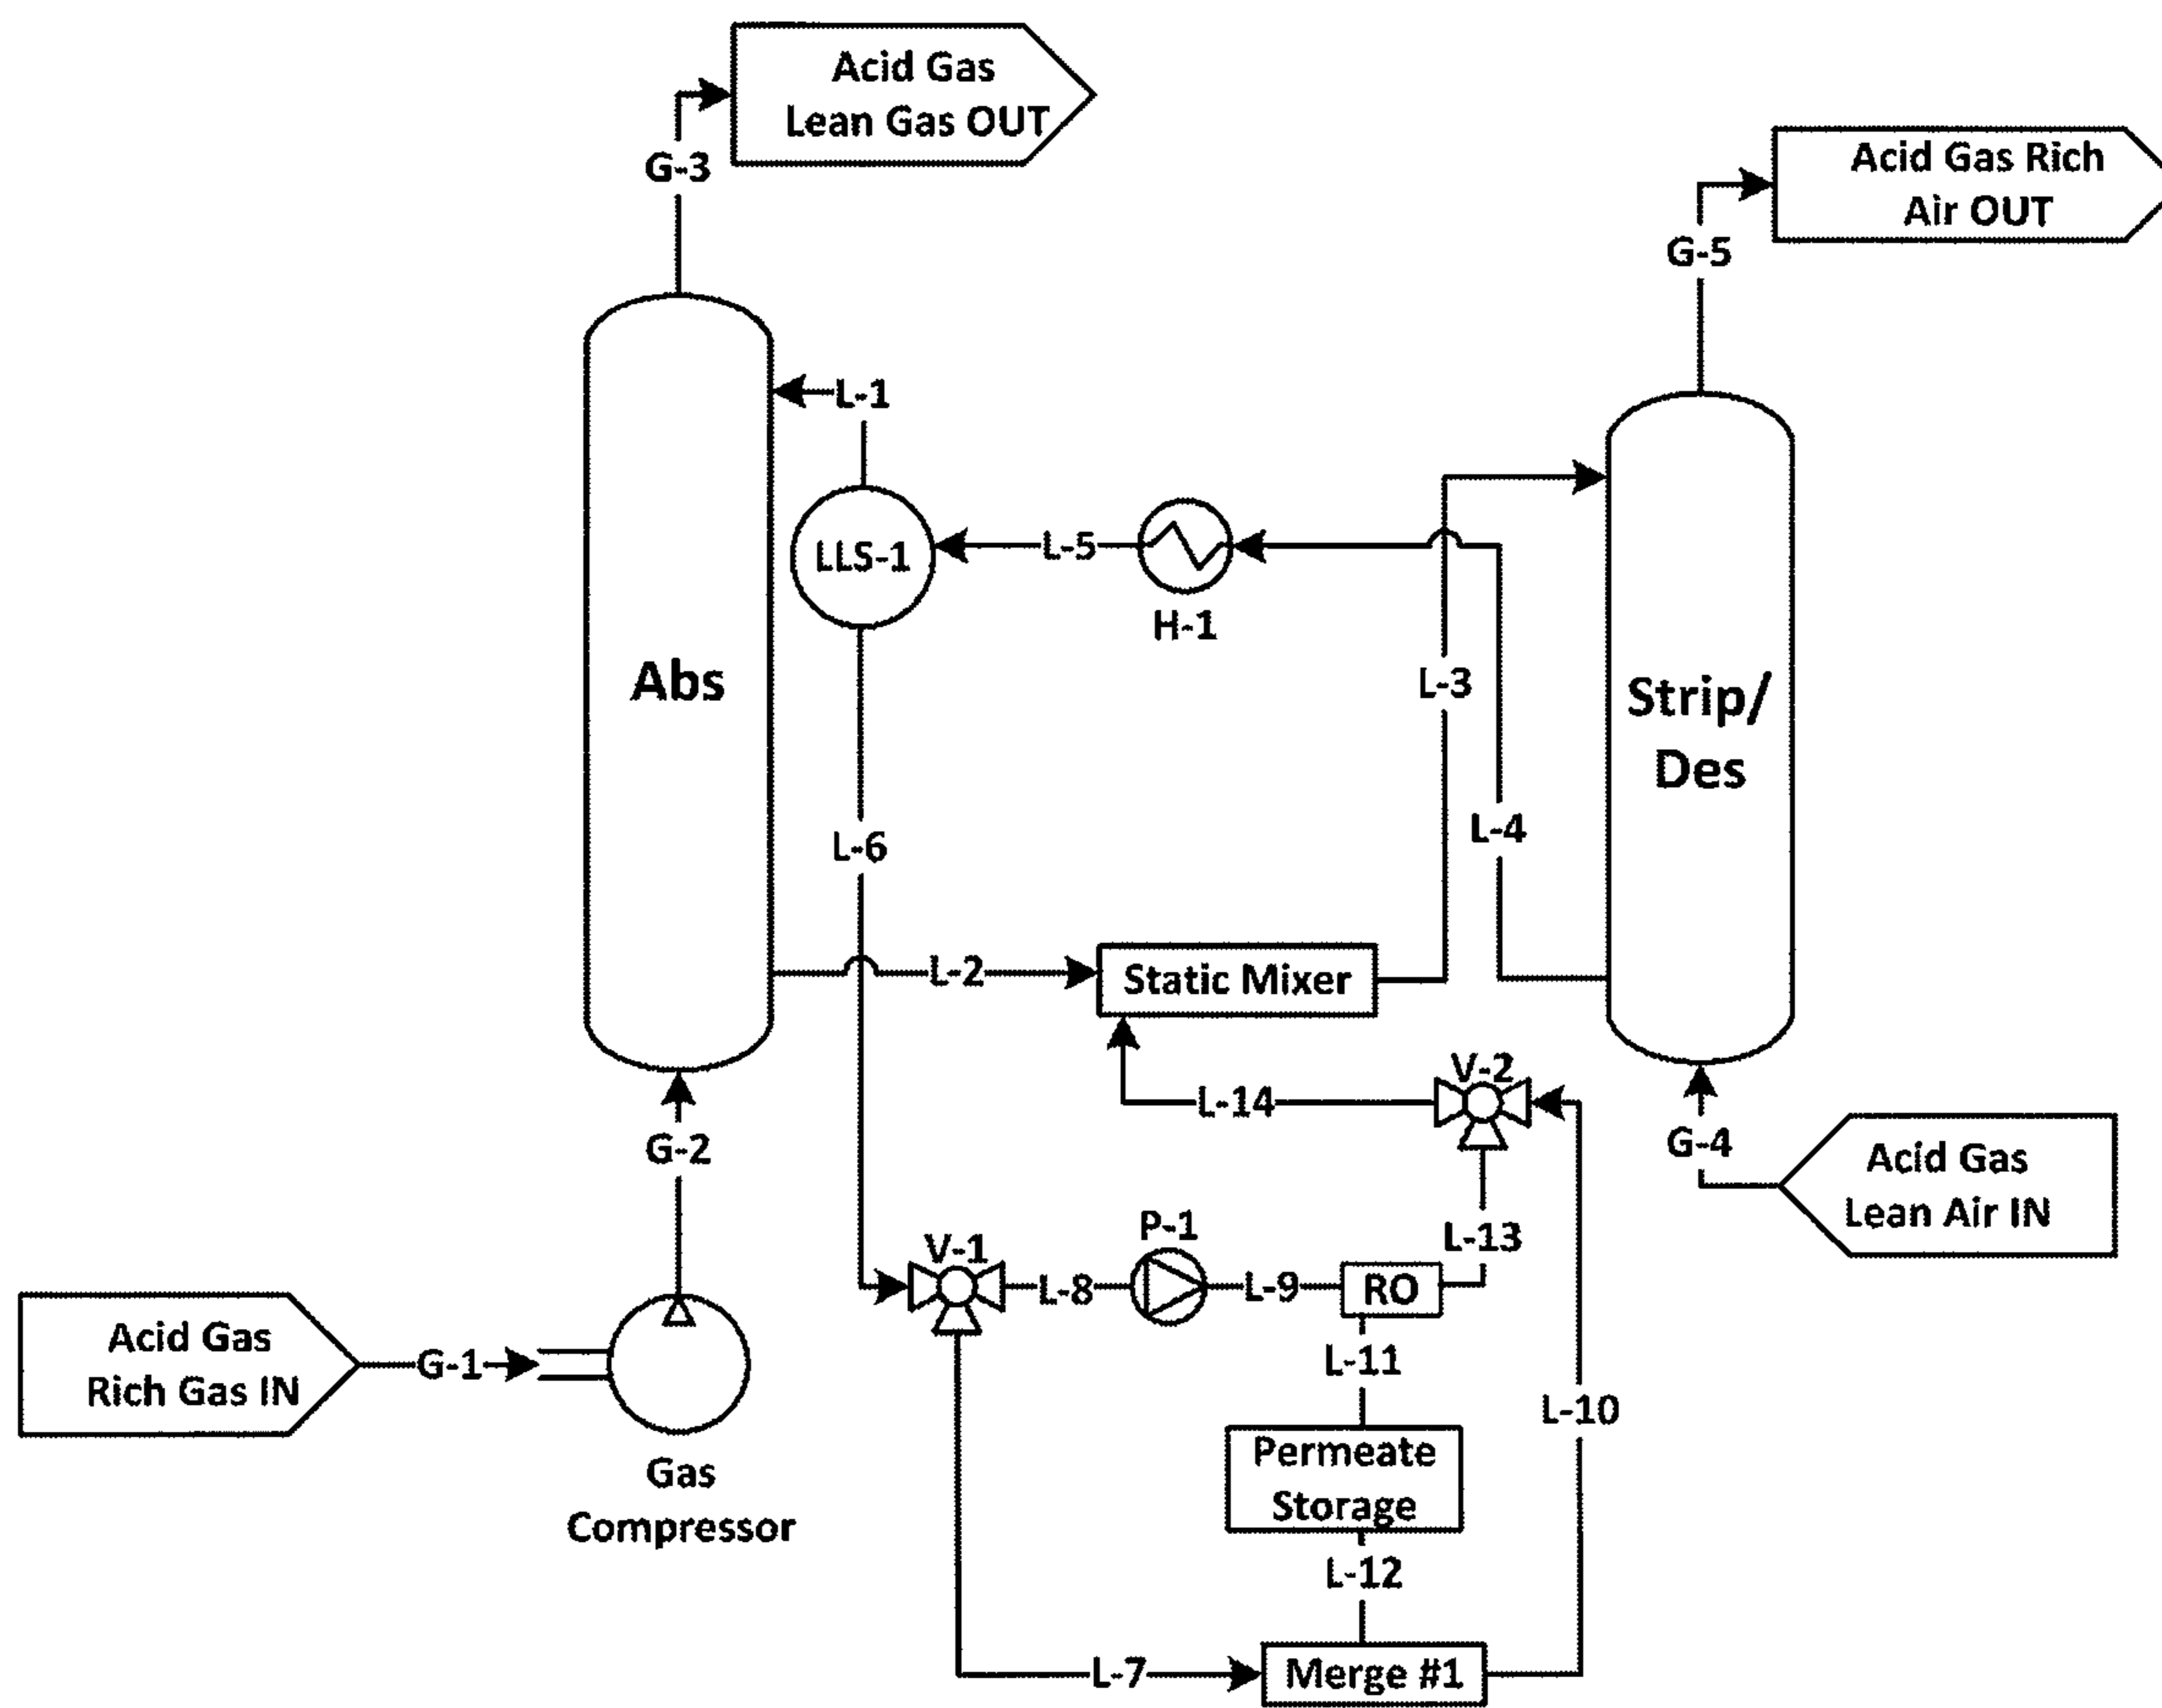 Acid Gas
Lean Gas OUT
G-3
Acid Gas Rich
Air OUT
G-5
L-1
LLS-1
L-5
H-1
Abs
L-3
Strip/
Des
L-4
L-6
L-2
Static Mixer
V-2
L-14
G-2
G-4
Acid Gas
Lean Air IN
P-1
V-1
L-13
L-8
L-9
RO
Acid Gas
Rich Gas IN
G-1
L-11
L-10
Gas
Compressor
Permeate
Storage
L-12
L-7
Merge #1